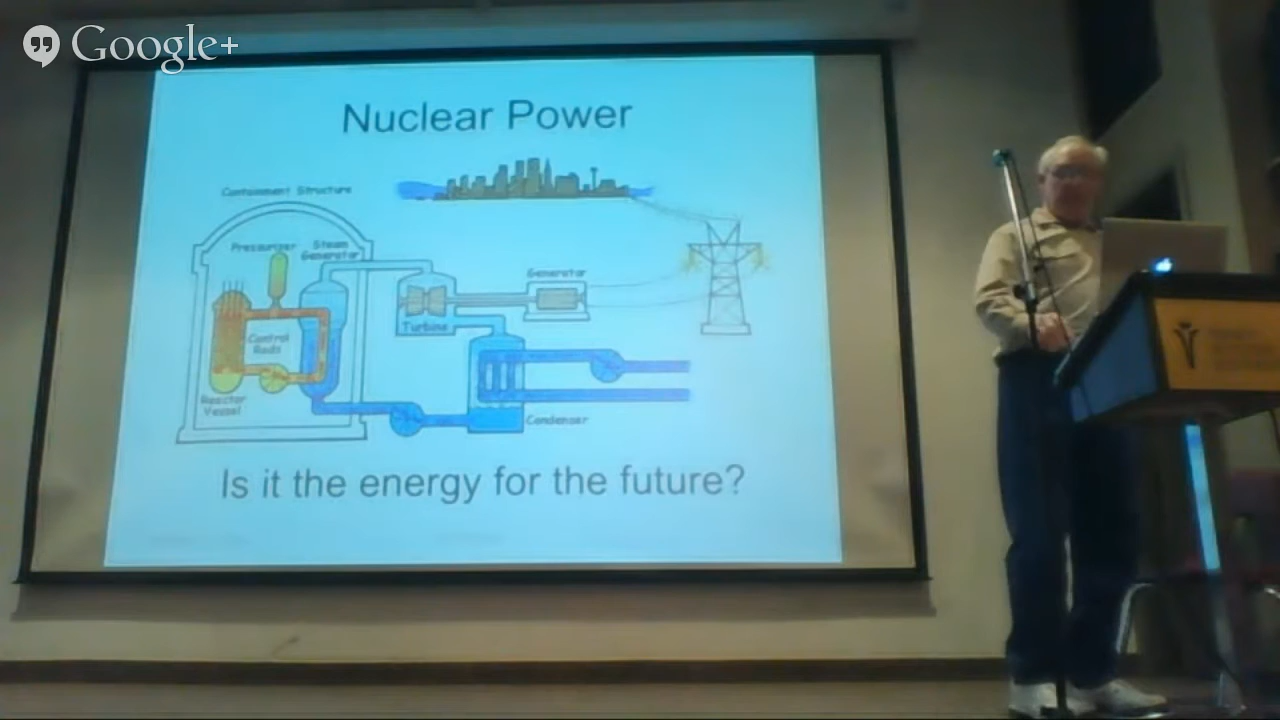 Google+
Nuclear Power
Containment Structure
Pressurizer
Steam
Generator
Generator
Turbine
Control
Rods
Reactor
Vessel
Condenser
Is it the energy for the future?